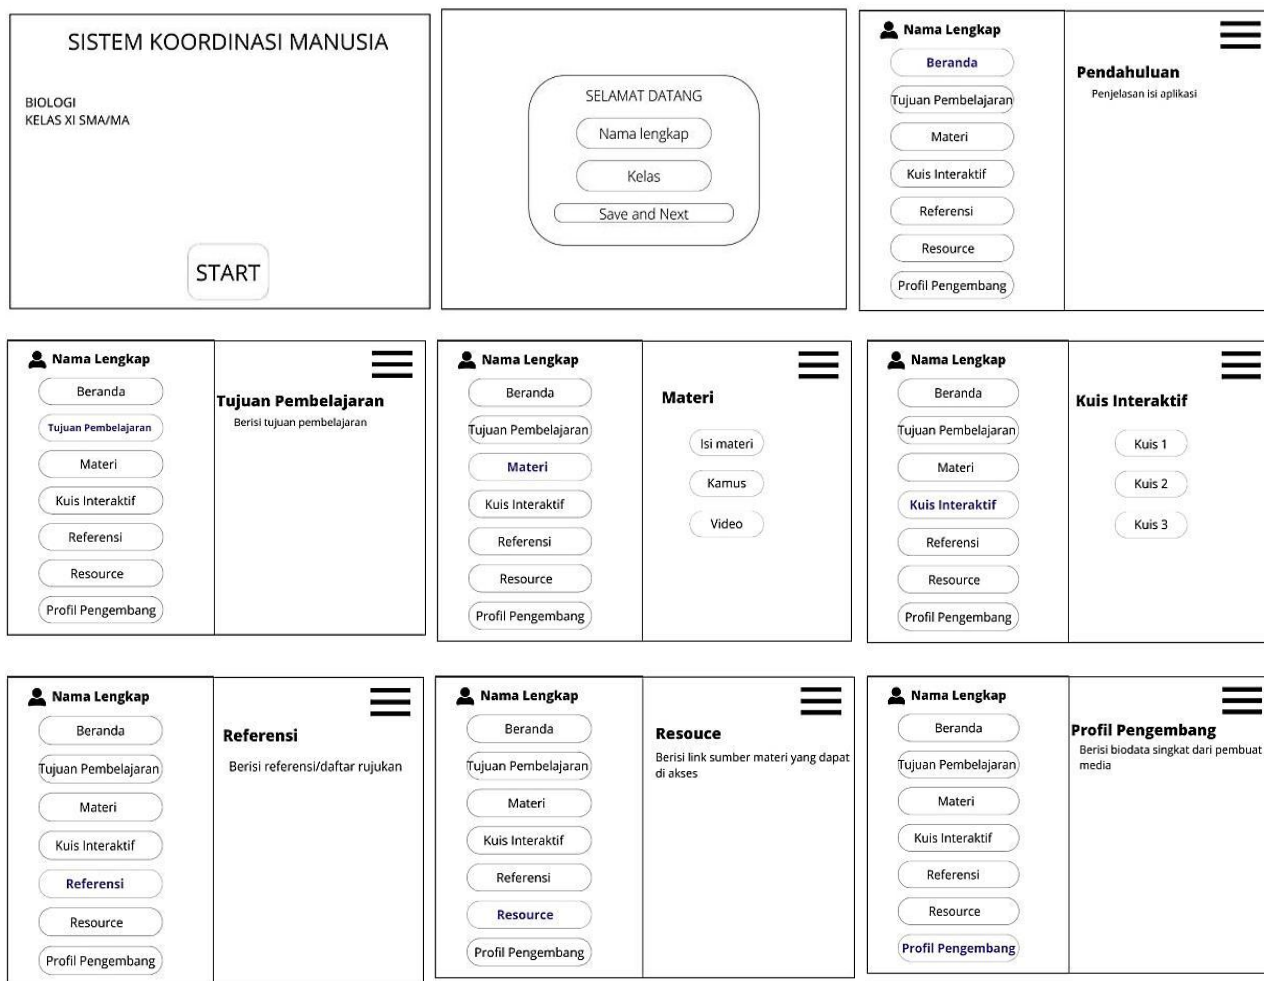 SISTEM KOORDINASI MANUSIA
BIOLOGI
KELAS XI SMA/MA
START
SELAMAT DATANG
Nama lengkap
Kelas
Save and Next
Nama Lengkap
Beranda
Tujuan Pembelajaran
Materi
Kuis Interaktif
Referensi
Resource
Profil Pengembang
Pendahuluan
Penjelasan isi aplikasi
Nama Lengkap
Beranda
Tujuan Pembelajaran
Materi
Kuis Interaktif
Referensi
Resource
Profil Pengembang
Tujuan Pembelajaran
Berisi tujuan pembelajaran
Nama Lengkap
Beranda
Tujuan Pembelajaran
Materi
Kuis Interaktif
Referensi
Resource
Profil Pengembang
Materi
Isi materi
Kamus
Video
Nama Lengkap
Beranda
Tujuan Pembelajaran
Materi
Kuis Interaktif
Referensi
Resource
Profil Pengembang
Kuis Interaktif
Kuis 1
Kuis 2
Kuis 3
Nama Lengkap
Beranda
Tujuan Pembelajaran
Materi
Kuis Interaktif
Referensi
Resource
Profil Pengembang
Referensi
Berisi referensi/daftar rujukan
Nama Lengkap
Beranda
Tujuan Pembelajaran
Materi
Kuis Interaktif
Referensi
Resource
Profil Pengembang
Resouce
Berisi link sumber materi yang dapat
di akses
Nama Lengkap
Beranda
Tujuan Pembelajaran
Materi
Kuis Interaktif
Referensi
Resource
Profil Pengembang
Profil Pengembang
Berisi biodata singkat dari pembuat
media